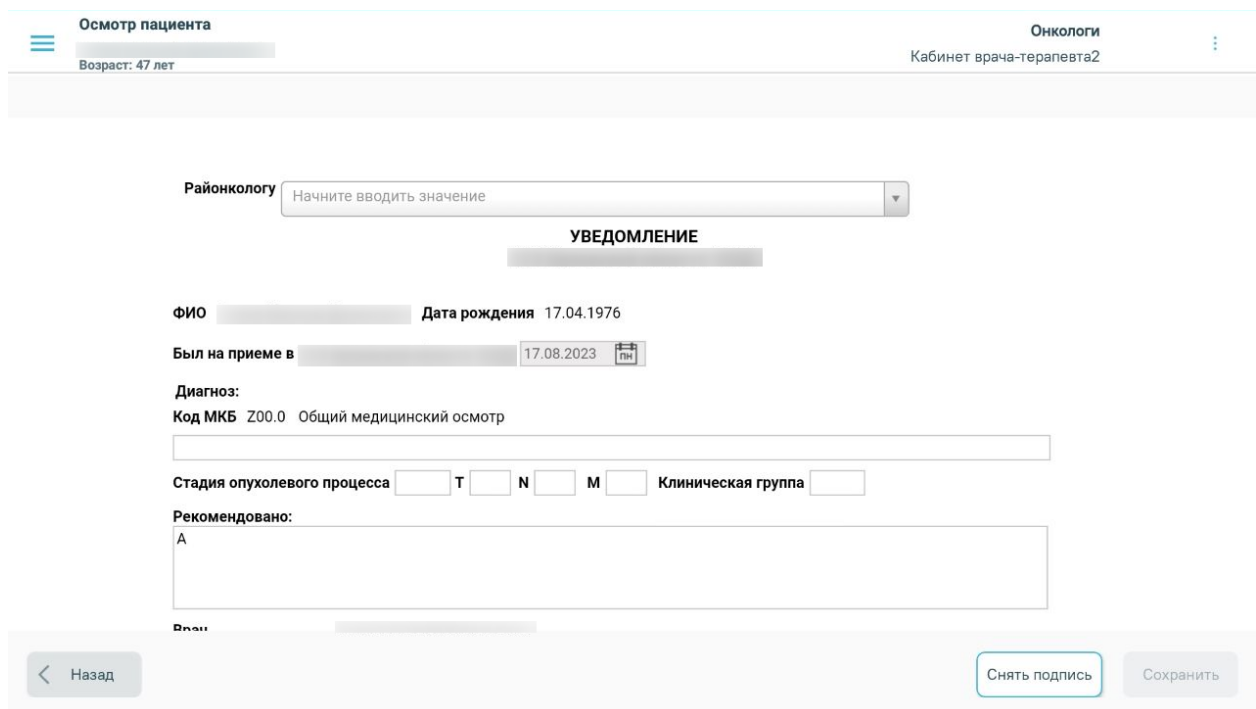 Осмотр пациента
Возраст: 47 лет
Онкологи
Кабинет врача-терапевта2
Районкологу Начните вводить значение
УВЕДОМЛЕНИЕ
ФИО Дата рождения 17.04.1976
Был на приеме в 17.08.2023 ПН
Диагноз:
Код МКБ Z00.0 Общий медицинский осмотр
Стадия опухолевого процесса T N M Клиническая группа
Рекомендовано:
А
Врач
Назад Снять подпись Сохранить